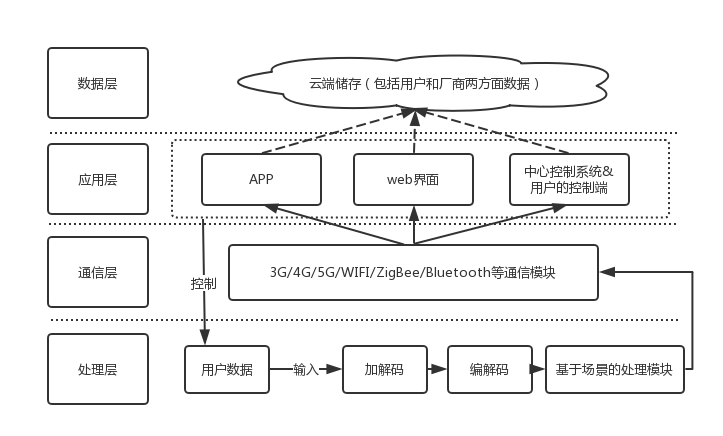 数据层
云端储存（包括用户和厂商两方面数据）
应用层
APP
web界面
中心控制系统&
用户的控制端
通信层
3G/4G/5G/WIFI/ZigBee/Bluetooth等通信模块
控制
处理层
用户数据
输入
加解码
编解码
基于场景的处理模块